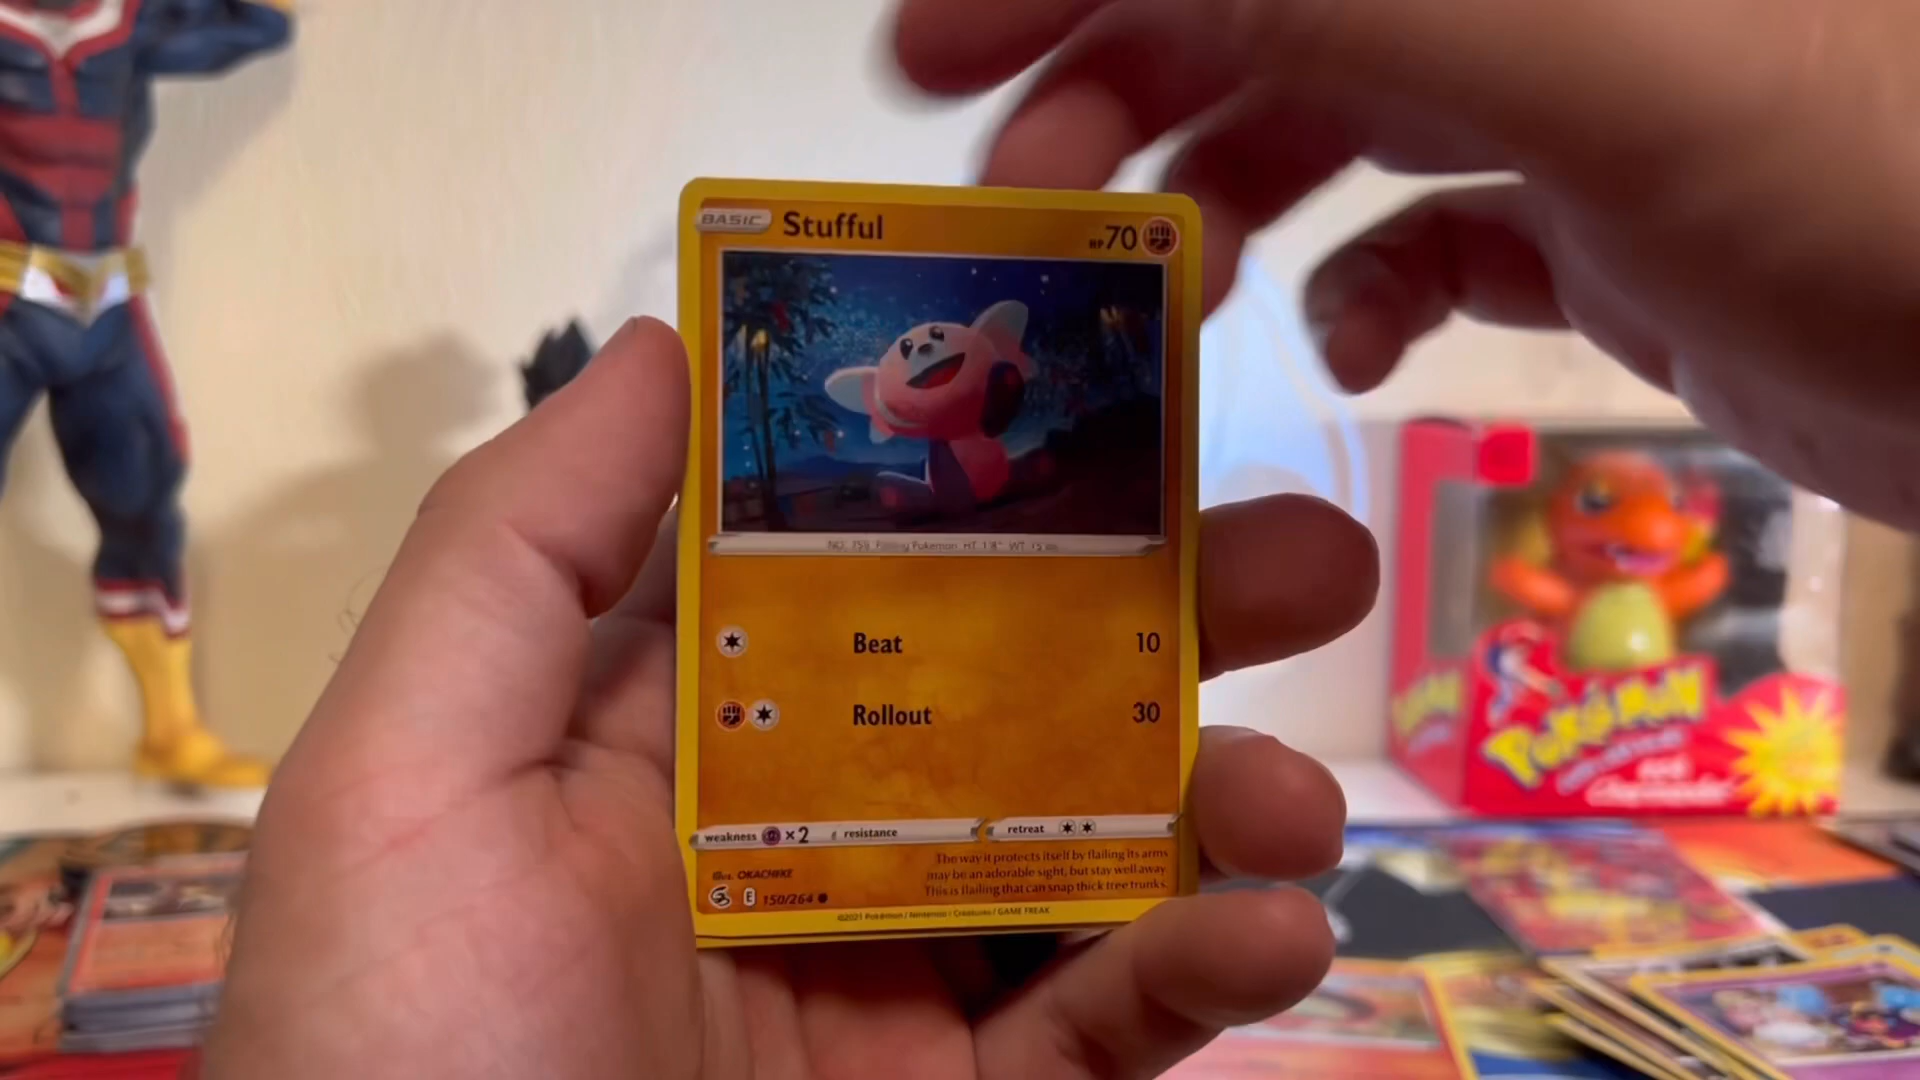 BASIC Stufful HP 70
NO. 759 Flailing Pokémon HT 1'8" WT 15
Beat 10
Rollout 30
weakness ×2 resistance retreat
Illus. OKACHEKE
The way it protects itself by flailing its arms
may be an adorable sight, but stay well away.
This is flailing that can snap thick tree trunks.
E 150/264
©2021 Pokémon / Nintendo / Creatures / GAME FREAK
POKéMON